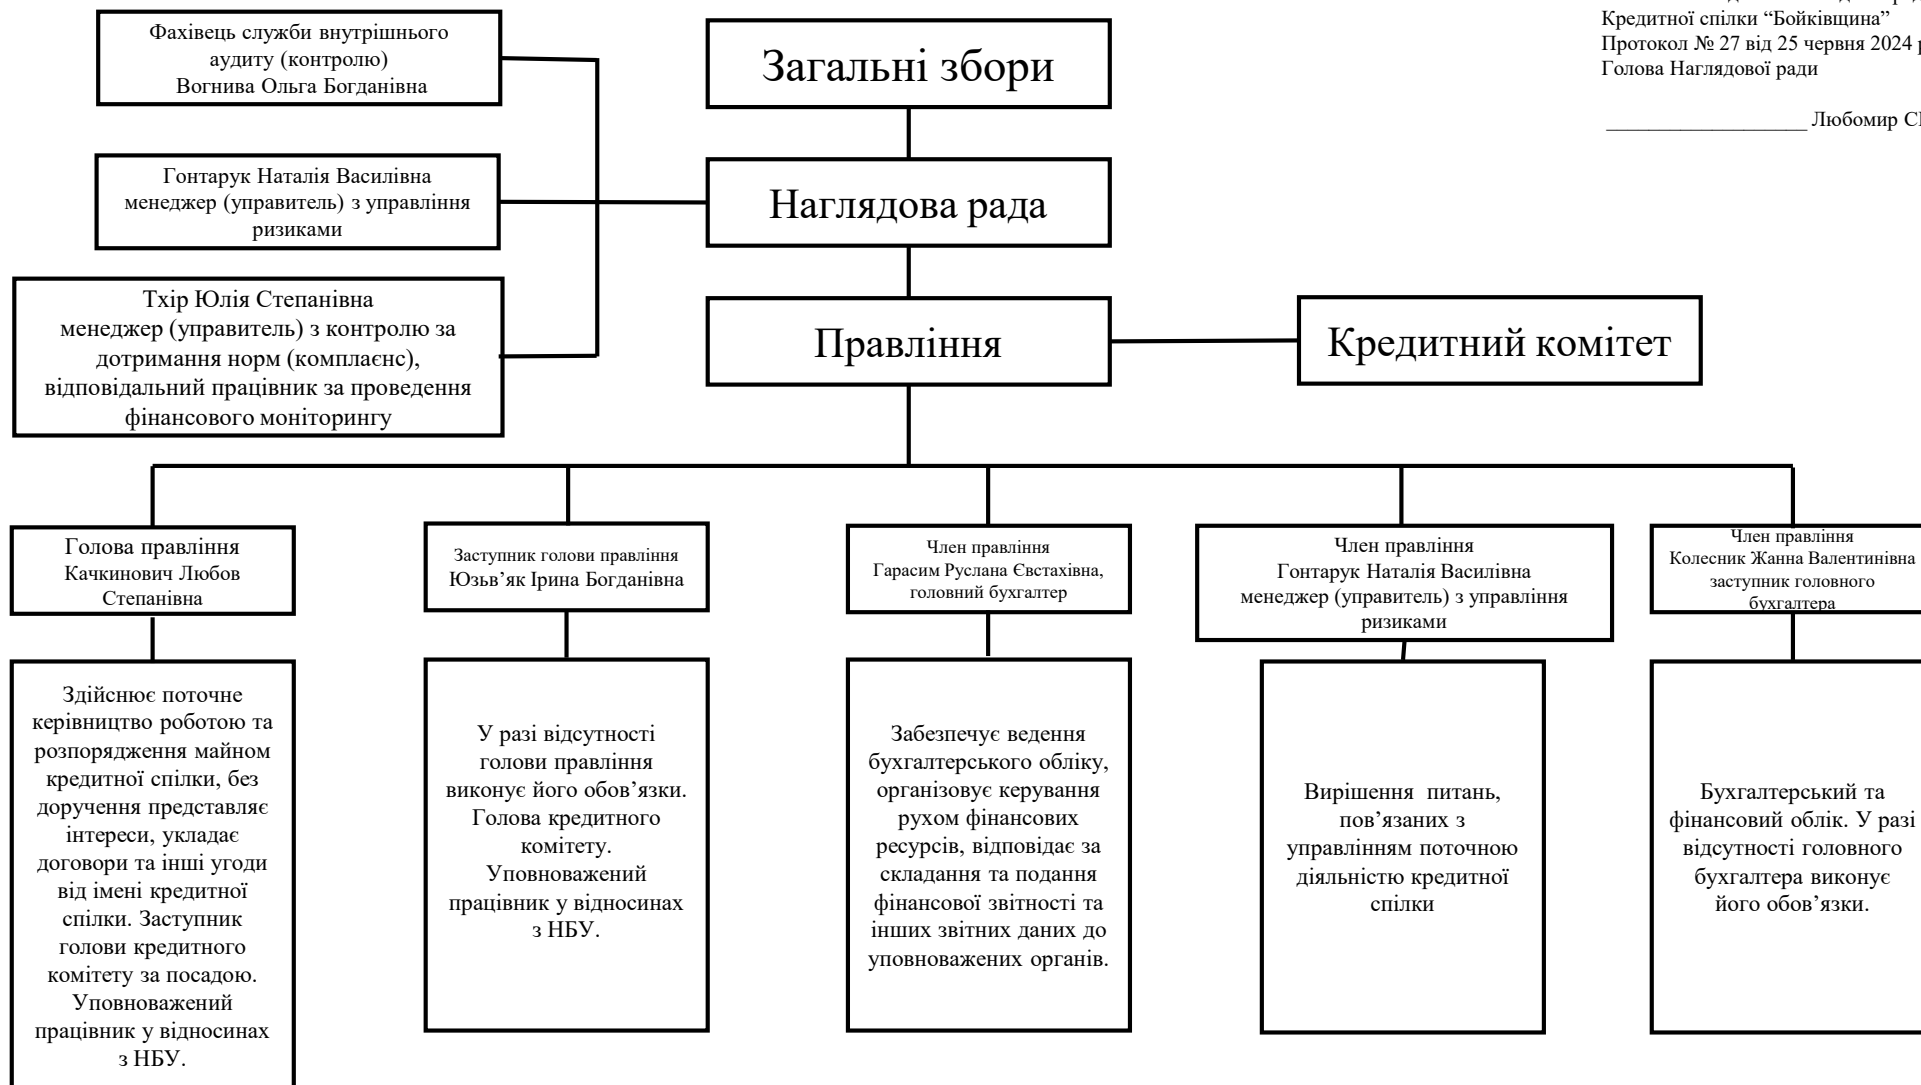 Кредитної спілки “Бойківщина”
Протокол № 27 від 25 червня 2024
Голова Наглядової ради
___________________ Любомир
Фахівець служби внутрішнього
аудиту (контролю)
Вогнива Ольга Богданівна
Загальні збори
Гонтарук Наталія Василівна
менеджер (управитель) з управління
ризиками
Наглядова рада
Тхір Юлія Степанівна
менеджер (управитель) з контролю за
дотримання норм (комплаєнс),
відповідальний працівник за проведення
фінансового моніторингу
Правління
Кредитний комітет
Голова правління
Качкинович Любов
Степанівна
Заступник голови правління
Юзьв’як Ірина Богданівна
Член правління
Гарасим Руслана Євстахівна,
головний бухгалтер
Член правління
Гонтарук Наталія Василівна
менеджер (управитель) з управління
ризиками
Член правління
Колесник Жанна Валентинівна
заступник головного
бухгалтера
Здійснює поточне
керівництво роботою та
розпорядження майном
кредитної спілки, без
доручення представляє
інтереси, укладає
договори та інші угоди
від імені кредитної
спілки. Заступник
голови кредитного
комітету за посадою.
Уповноважений
працівник у відносинах
з НБУ.
У разі відсутності
голови правління
виконує його обов’язки.
Голова кредитного
комітету.
Уповноважений
працівник у відносинах
з НБУ.
Забезпечує ведення
бухгалтерського обліку,
організовує керування
рухом фінансових
ресурсів, відповідає за
складання та подання
фінансової звітності та
інших звітних даних до
уповноважених органів.
Вирішення питань,
пов’язаних з
управлінням поточною
діяльністю кредитної
спілки
Бухгалтерський та
фінансовий облік. У разі
відсутності головного
бухгалтера виконує
його обов’язки.